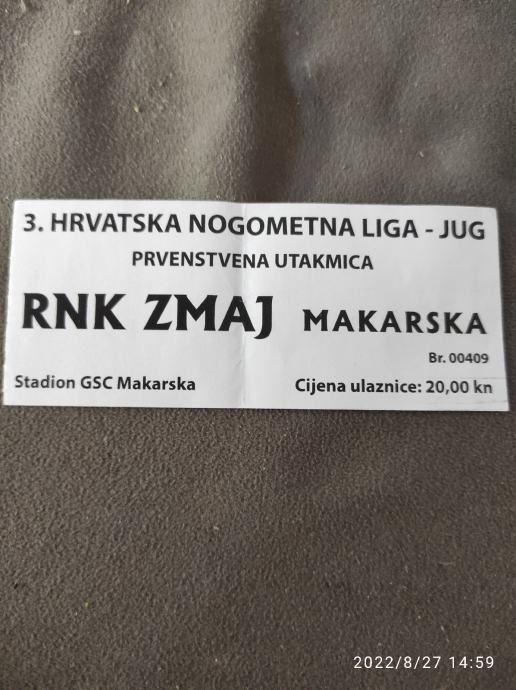 3. HRVATSKA NOGOMETNA LIGA - JUG
PRVENSTVENA UTAKMICA
RNK ZMAJ MAKARSKA
Br. 00409
Stadion GSC Makarska Cijena ulaznice: 20,00 kn
2022/8/27 14:59